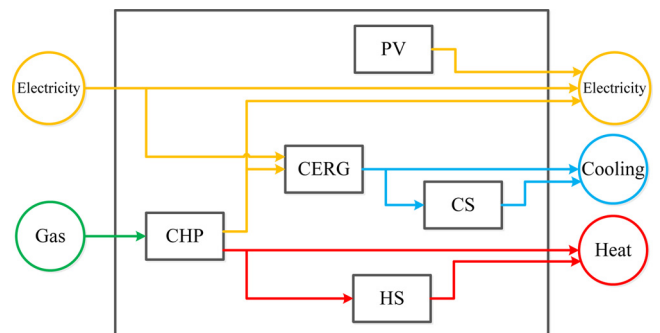 PV
Electricity
Electricity
CERG
Cooling
CS
Gas
CHP
Heat
HS